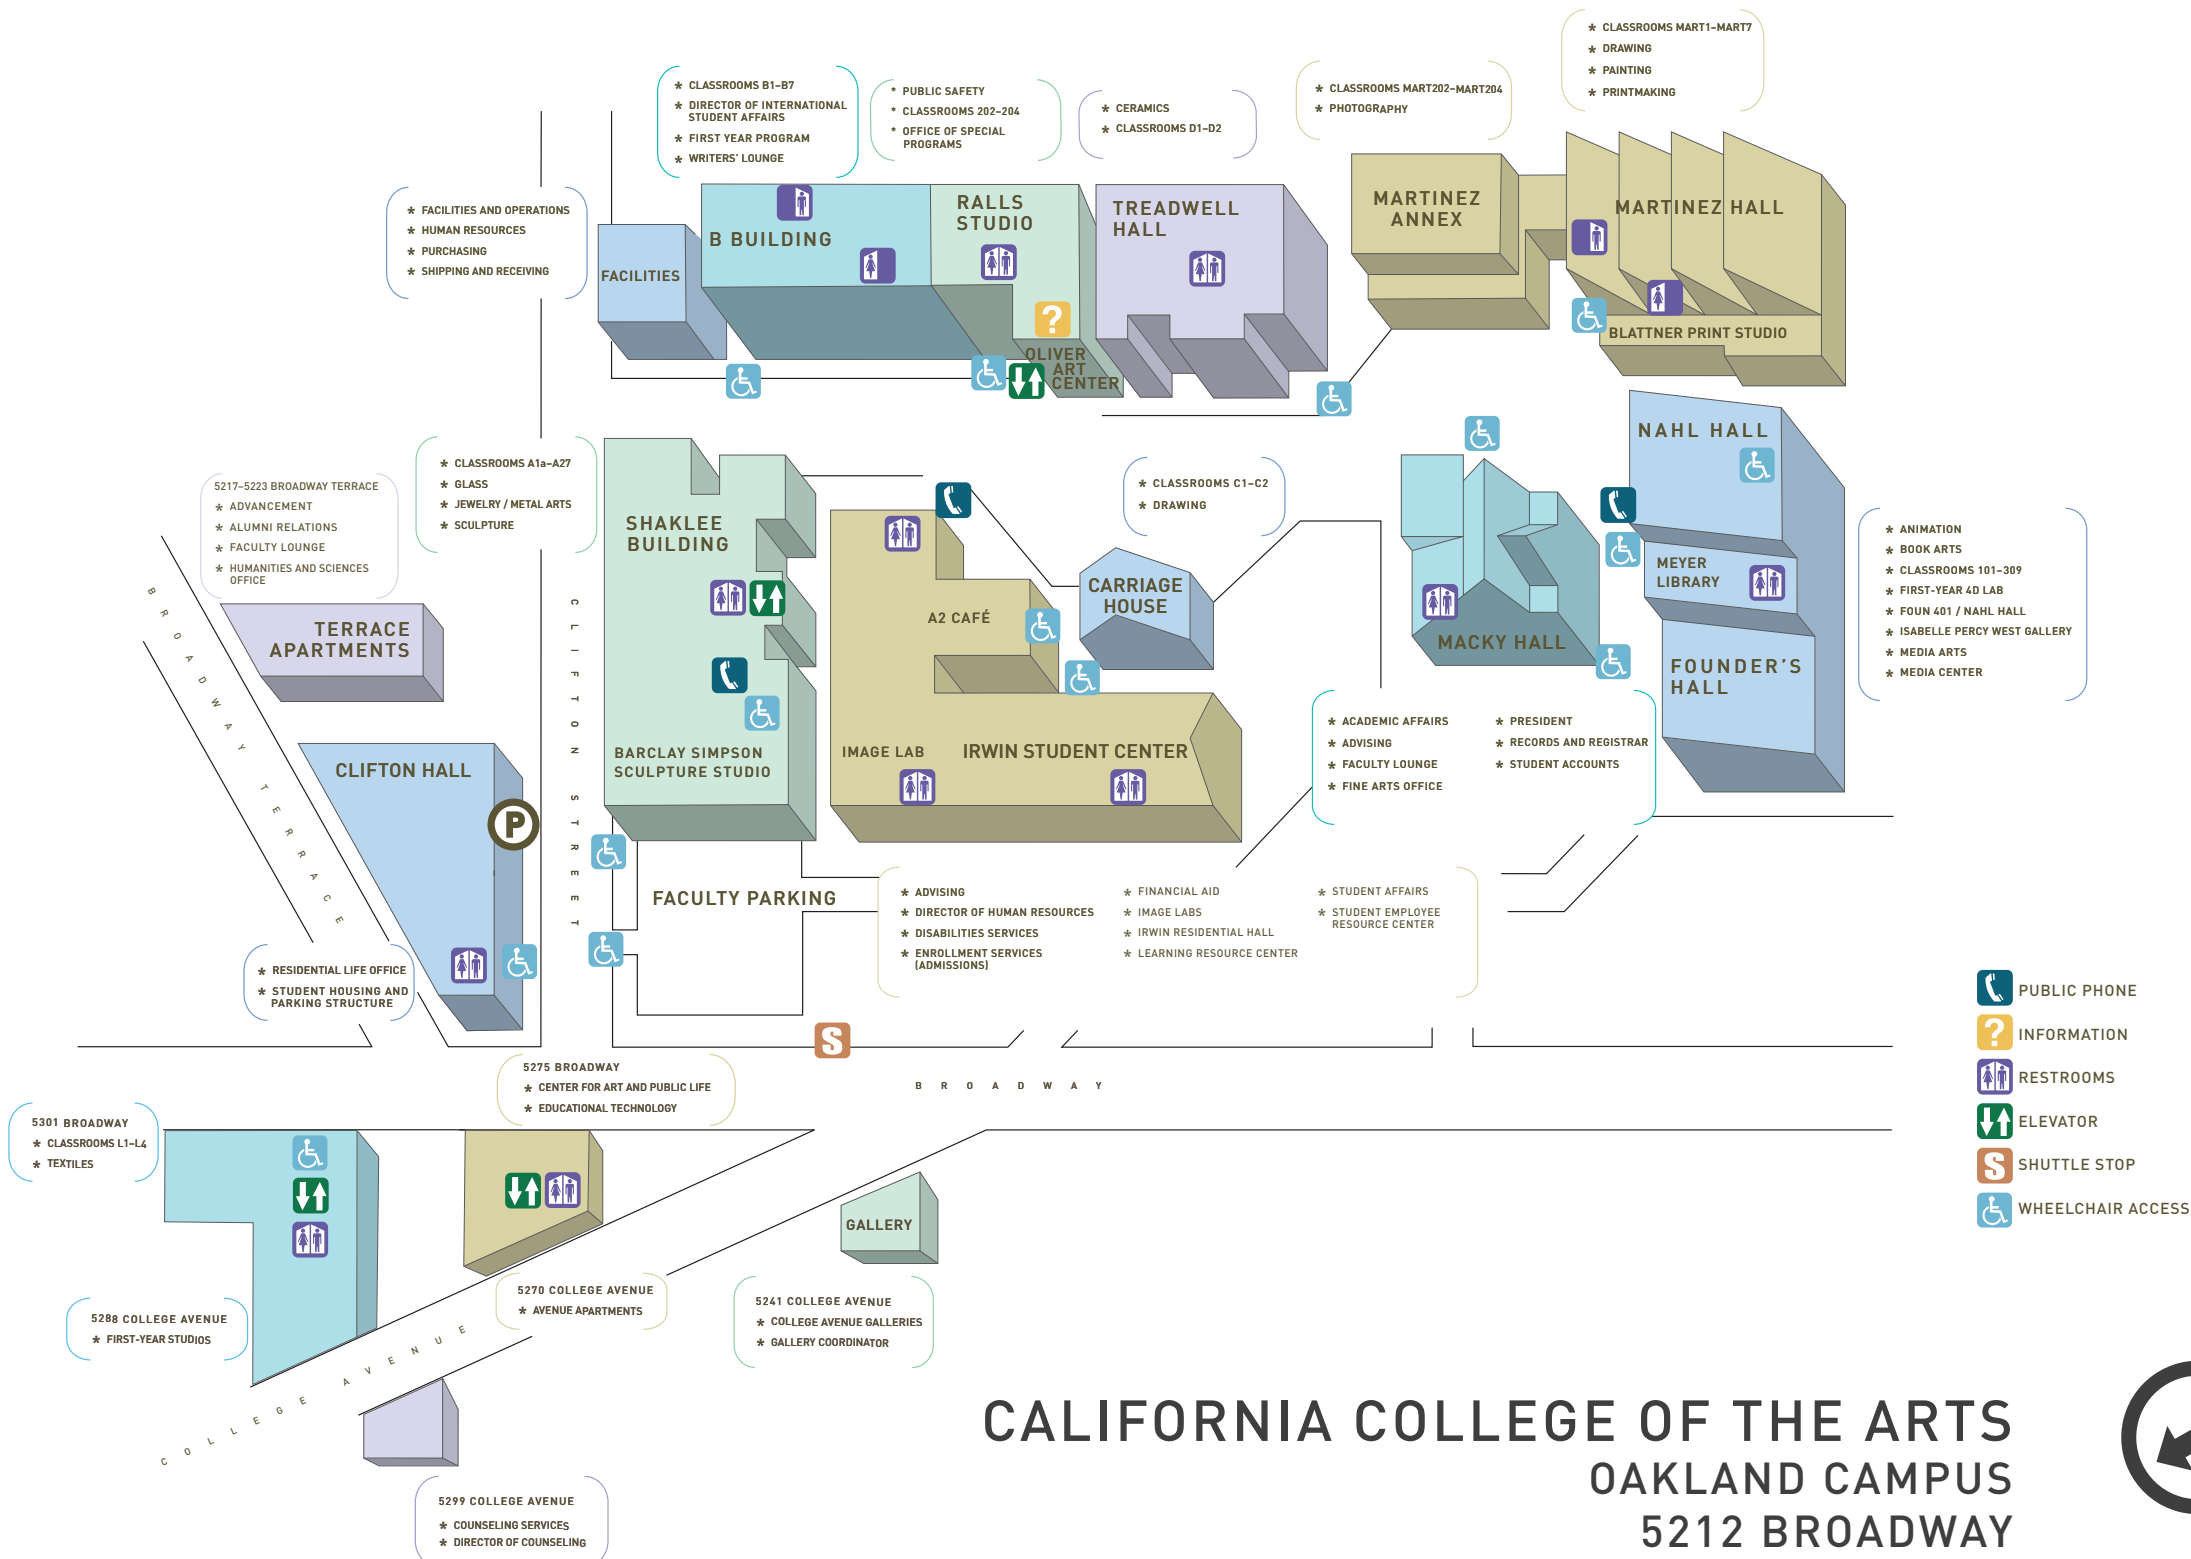 * CLASSROOMS MART1–MART7
* DRAWING
* PAINTING
* PRINTMAKING
* CLASSROOMS B1–B7
* DIRECTOR OF INTERNATIONAL
STUDENT AFFAIRS
* FIRST YEAR PROGRAM
* WRITERS' LOUNGE
* PUBLIC SAFETY
* CLASSROOMS 202–204
* OFFICE OF SPECIAL
PROGRAMS
* CERAMICS
* CLASSROOMS D1–D2
* CLASSROOMS MART202–MART204
* PHOTOGRAPHY
* FACILITIES AND OPERATIONS
* HUMAN RESOURCES
* PURCHASING
* SHIPPING AND RECEIVING
FACILITIES
B BUILDING
RALLS
STUDIO
?
OLIVER
ART
CENTER
TREADWELL
HALL
MARTINEZ
ANNEX
MARTINEZ HALL
BLATTNER PRINT STUDIO
* CLASSROOMS A1a–A27
* GLASS
* JEWELRY / METAL ARTS
* SCULPTURE
5217–5223 BROADWAY TERRACE
* ADVANCEMENT
* ALUMNI RELATIONS
* FACULTY LOUNGE
* HUMANITIES AND SCIENCES
OFFICE
TERRACE
APARTMENTS
BROADWAY TERRACE
CLIFTON STREET
SHAKLEE
BUILDING
BARCLAY SIMPSON
SCULPTURE STUDIO
* CLASSROOMS C1–C2
* DRAWING
CARRIAGE
HOUSE
A2 CAFÉ
IMAGE LAB
IRWIN STUDENT CENTER
MACKY HALL
NAHL HALL
MEYER
LIBRARY
FOUNDER'S
HALL
* ANIMATION
* BOOK ARTS
* CLASSROOMS 101–309
* FIRST-YEAR 4D LAB
* FOUN 401 / NAHL HALL
* ISABELLE PERCY WEST GALLERY
* MEDIA ARTS
* MEDIA CENTER
* ACADEMIC AFFAIRS
* ADVISING
* FACULTY LOUNGE
* FINE ARTS OFFICE
* PRESIDENT
* RECORDS AND REGISTRAR
* STUDENT ACCOUNTS
CLIFTON HALL
P
FACULTY PARKING
* ADVISING
* DIRECTOR OF HUMAN RESOURCES
* DISABILITIES SERVICES
* ENROLLMENT SERVICES
(ADMISSIONS)
* FINANCIAL AID
* IMAGE LABS
* IRWIN RESIDENTIAL HALL
* LEARNING RESOURCE CENTER
* STUDENT AFFAIRS
* STUDENT EMPLOYEE
RESOURCE CENTER
* RESIDENTIAL LIFE OFFICE
* STUDENT HOUSING AND
PARKING STRUCTURE
S
BROADWAY
PUBLIC PHONE
? INFORMATION
RESTROOMS
ELEVATOR
S SHUTTLE STOP
WHEELCHAIR ACCESS
5275 BROADWAY
* CENTER FOR ART AND PUBLIC LIFE
* EDUCATIONAL TECHNOLOGY
5301 BROADWAY
* CLASSROOMS L1–L4
* TEXTILES
GALLERY
5288 COLLEGE AVENUE
* FIRST-YEAR STUDIOS
5270 COLLEGE AVENUE
* AVENUE APARTMENTS
5241 COLLEGE AVENUE
* COLLEGE AVENUE GALLERIES
* GALLERY COORDINATOR
COLLEGE AVENUE
5299 COLLEGE AVENUE
* COUNSELING SERVICES
* DIRECTOR OF COUNSELING
CALIFORNIA COLLEGE OF THE ARTS
OAKLAND CAMPUS
5212 BROADWAY